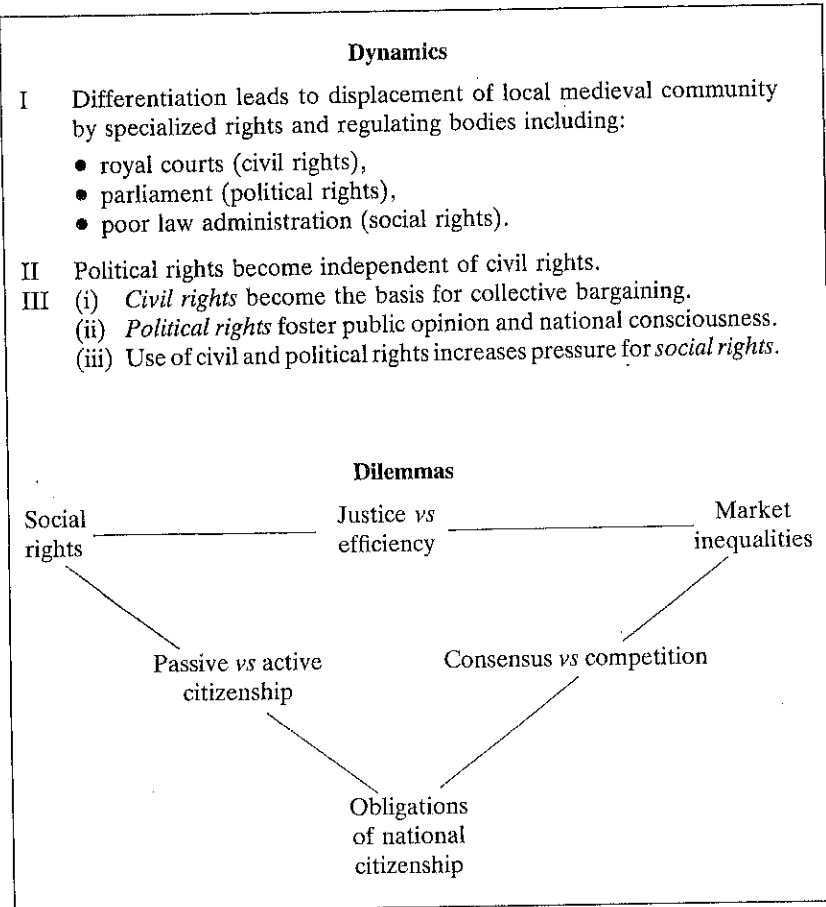 Dynamics
I Differentiation leads to displacement of local medieval community
by specialized rights and regulating bodies including:
• royal courts (civil rights),
• parliament (political rights),
• poor law administration (social rights).
II Political rights become independent of civil rights.
III (i) Civil rights become the basis for collective bargaining.
(ii) Political rights foster public opinion and national consciousness.
(iii) Use of civil and political rights increases pressure for social rights.
Dilemmas
Social
rights
Justice vs
efficiency
Market
inequalities
Passive vs active
citizenship
Consensus vs competition
Obligations
of national
citizenship